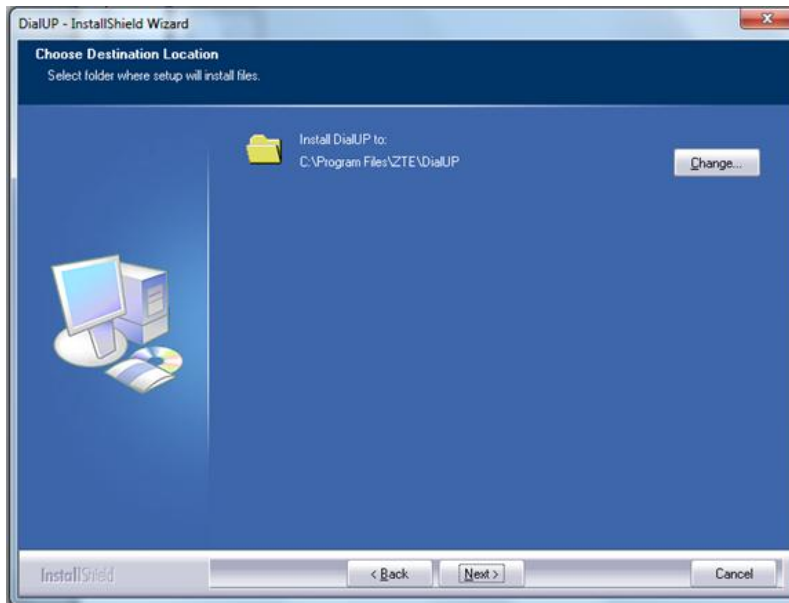 DialUP - InstallShield Wizard
Choose Destination Location
Select folder where setup will install files.
Install DialUP to:
C:\Program Files\ZTE\DialUP
Change...
InstallShield
< Back
Next >
Cancel